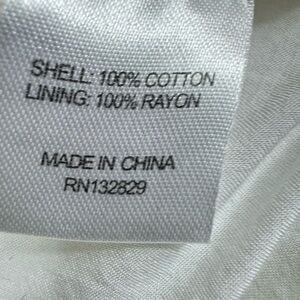 SHELL: 100% COTTON
LINING: 100% RAYON
MADE IN CHINA
RN132829